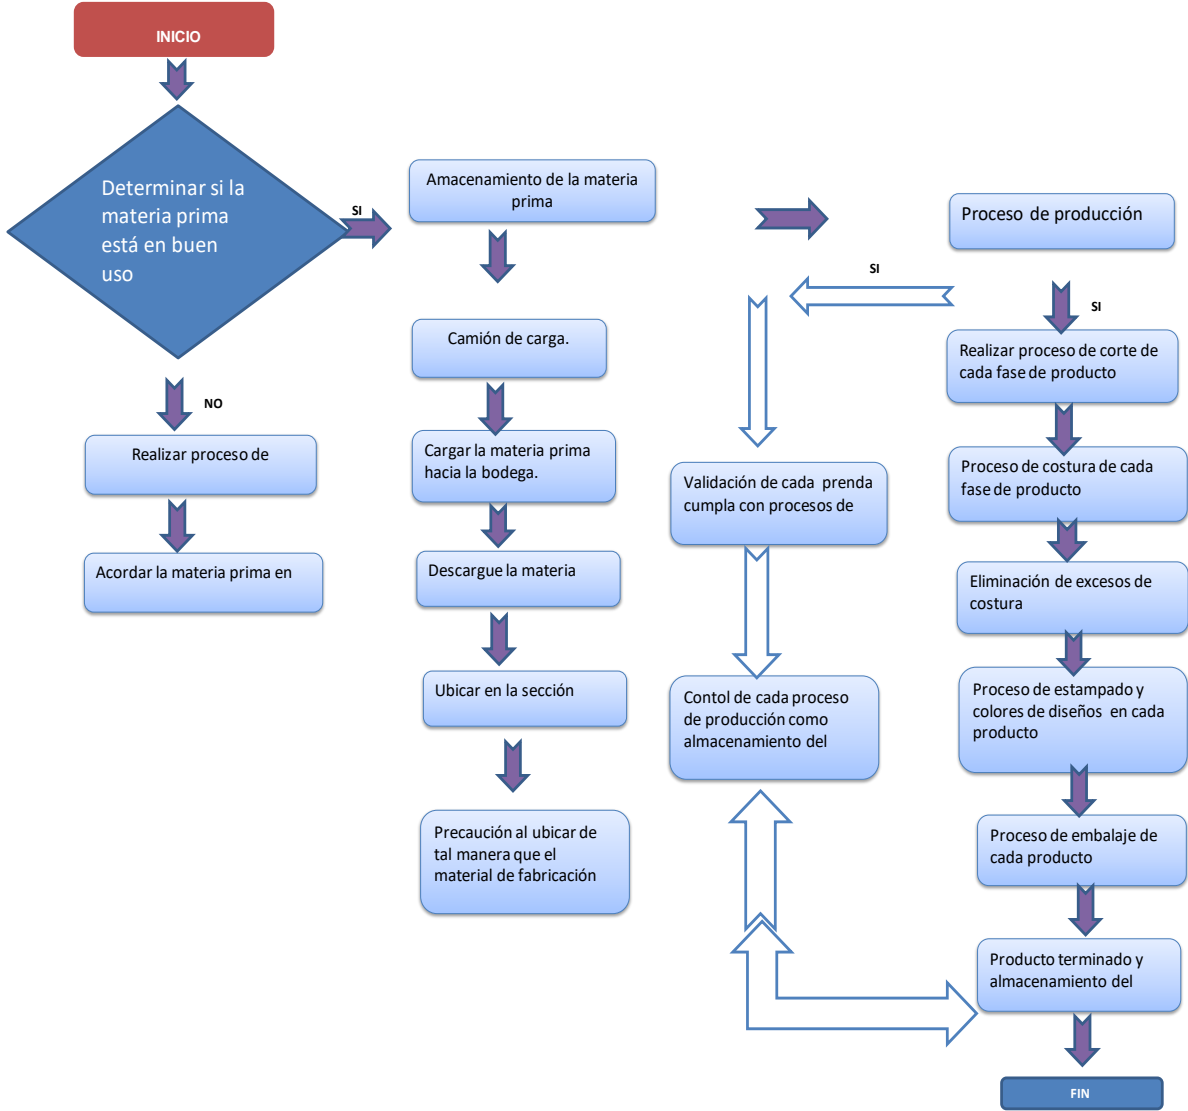 INICIO
Determinar si la
materia prima
está en buen
uso
SI
NO
Realizar proceso de
Acordar la materia prima en
Amacenamiento de la materia
prima
Camión de carga.
Cargar la materia prima
hacia la bodega.
Descargue la materia
Ubicar en la sección
Precaución al ubicar de
tal manera que el
material de fabricación
Proceso de producción
SI
SI
Validación de cada prenda
cumpla con procesos de
Contol de cada proceso
de producción como
almacenamiento del
Realizar proceso de corte de
cada fase de producto
Proceso de costura de cada
fase de producto
Eliminación de excesos de
costura
Proceso de estampado y
colores de diseños en cada
producto
Proceso de embalaje de
cada producto
Producto terminado y
almacenamiento del
FIN